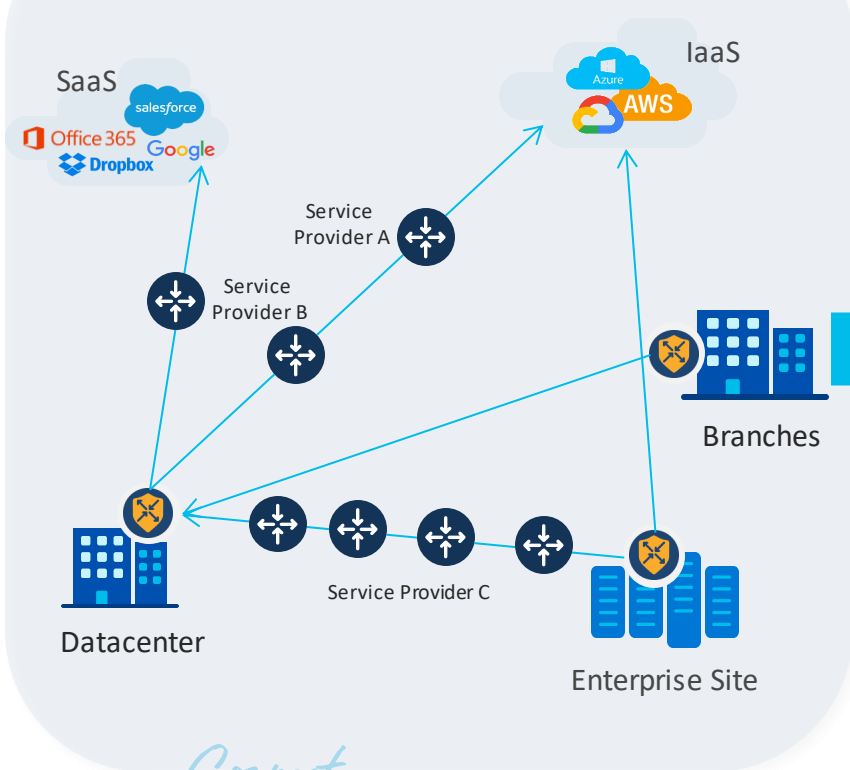 SaaS
salesforce
Office 365
Google
Dropbox
IaaS
Azure
AWS
Service
Provider A
Service
Provider B
Branches
Service Provider C
Datacenter
Enterprise Site